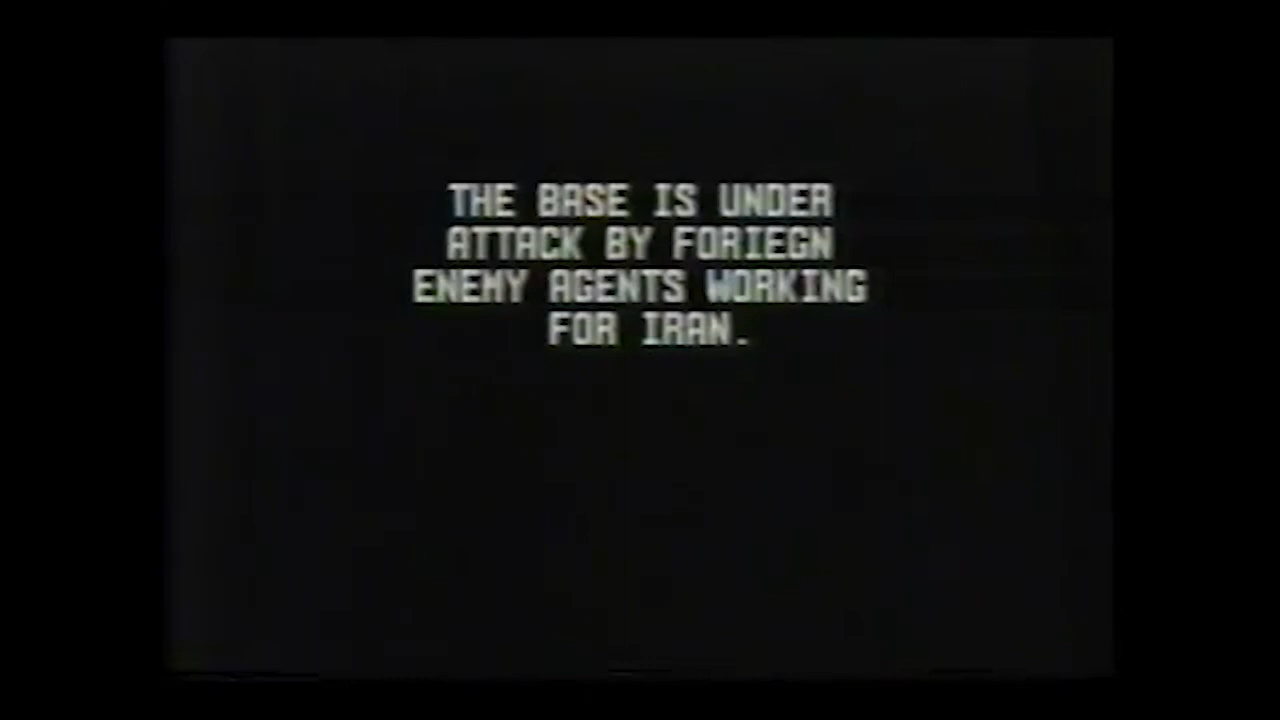 THE BASE IS UNDER
ATTACK BY FORIEGN
ENEMY AGENTS WORKING
FOR IRAN.